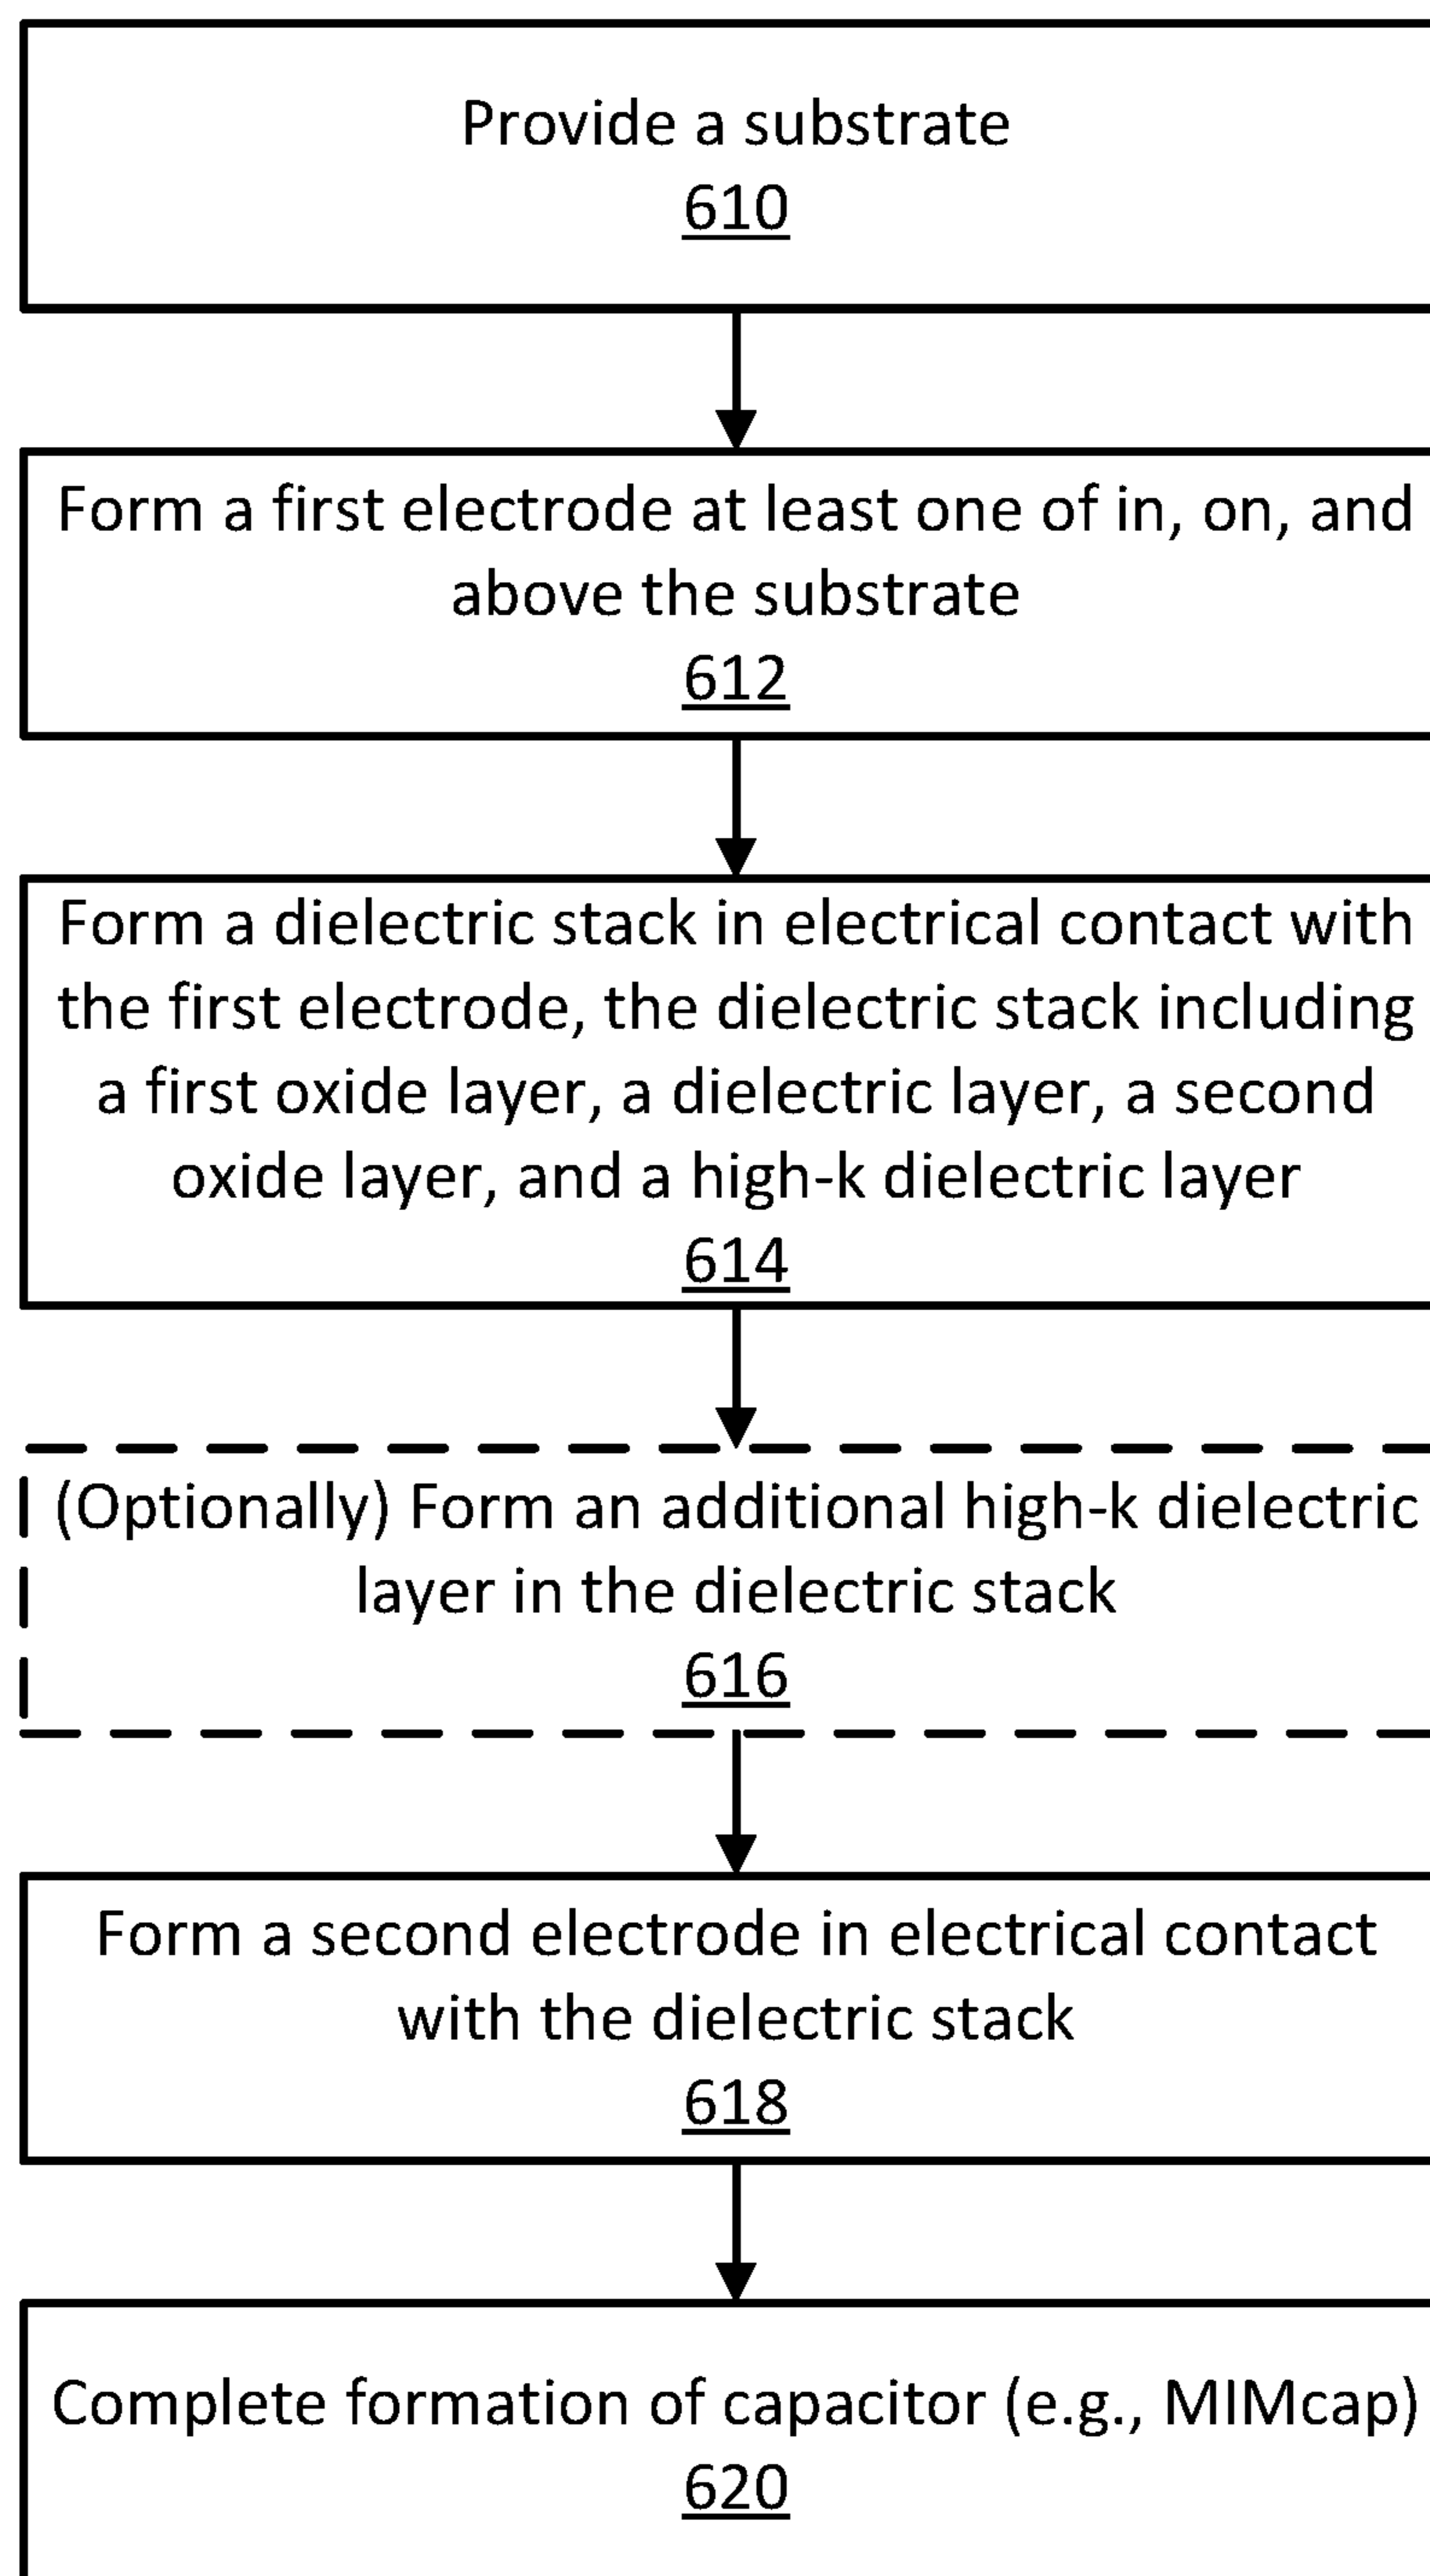 Provide a substrate
610
Form a first electrode at least one of in, on, and
above the substrate
612
Form a dielectric stack in electrical contact with
the first electrode, the dielectric stack including
a first oxide layer, a dielectric layer, a second
oxide layer, and a high-k dielectric layer
614
(Optionally) Form an additional high-k dielectric
layer in the dielectric stack
616
Form a second electrode in electrical contact
with the dielectric stack
618
Complete formation of capacitor (e.g., MIMcap)
620